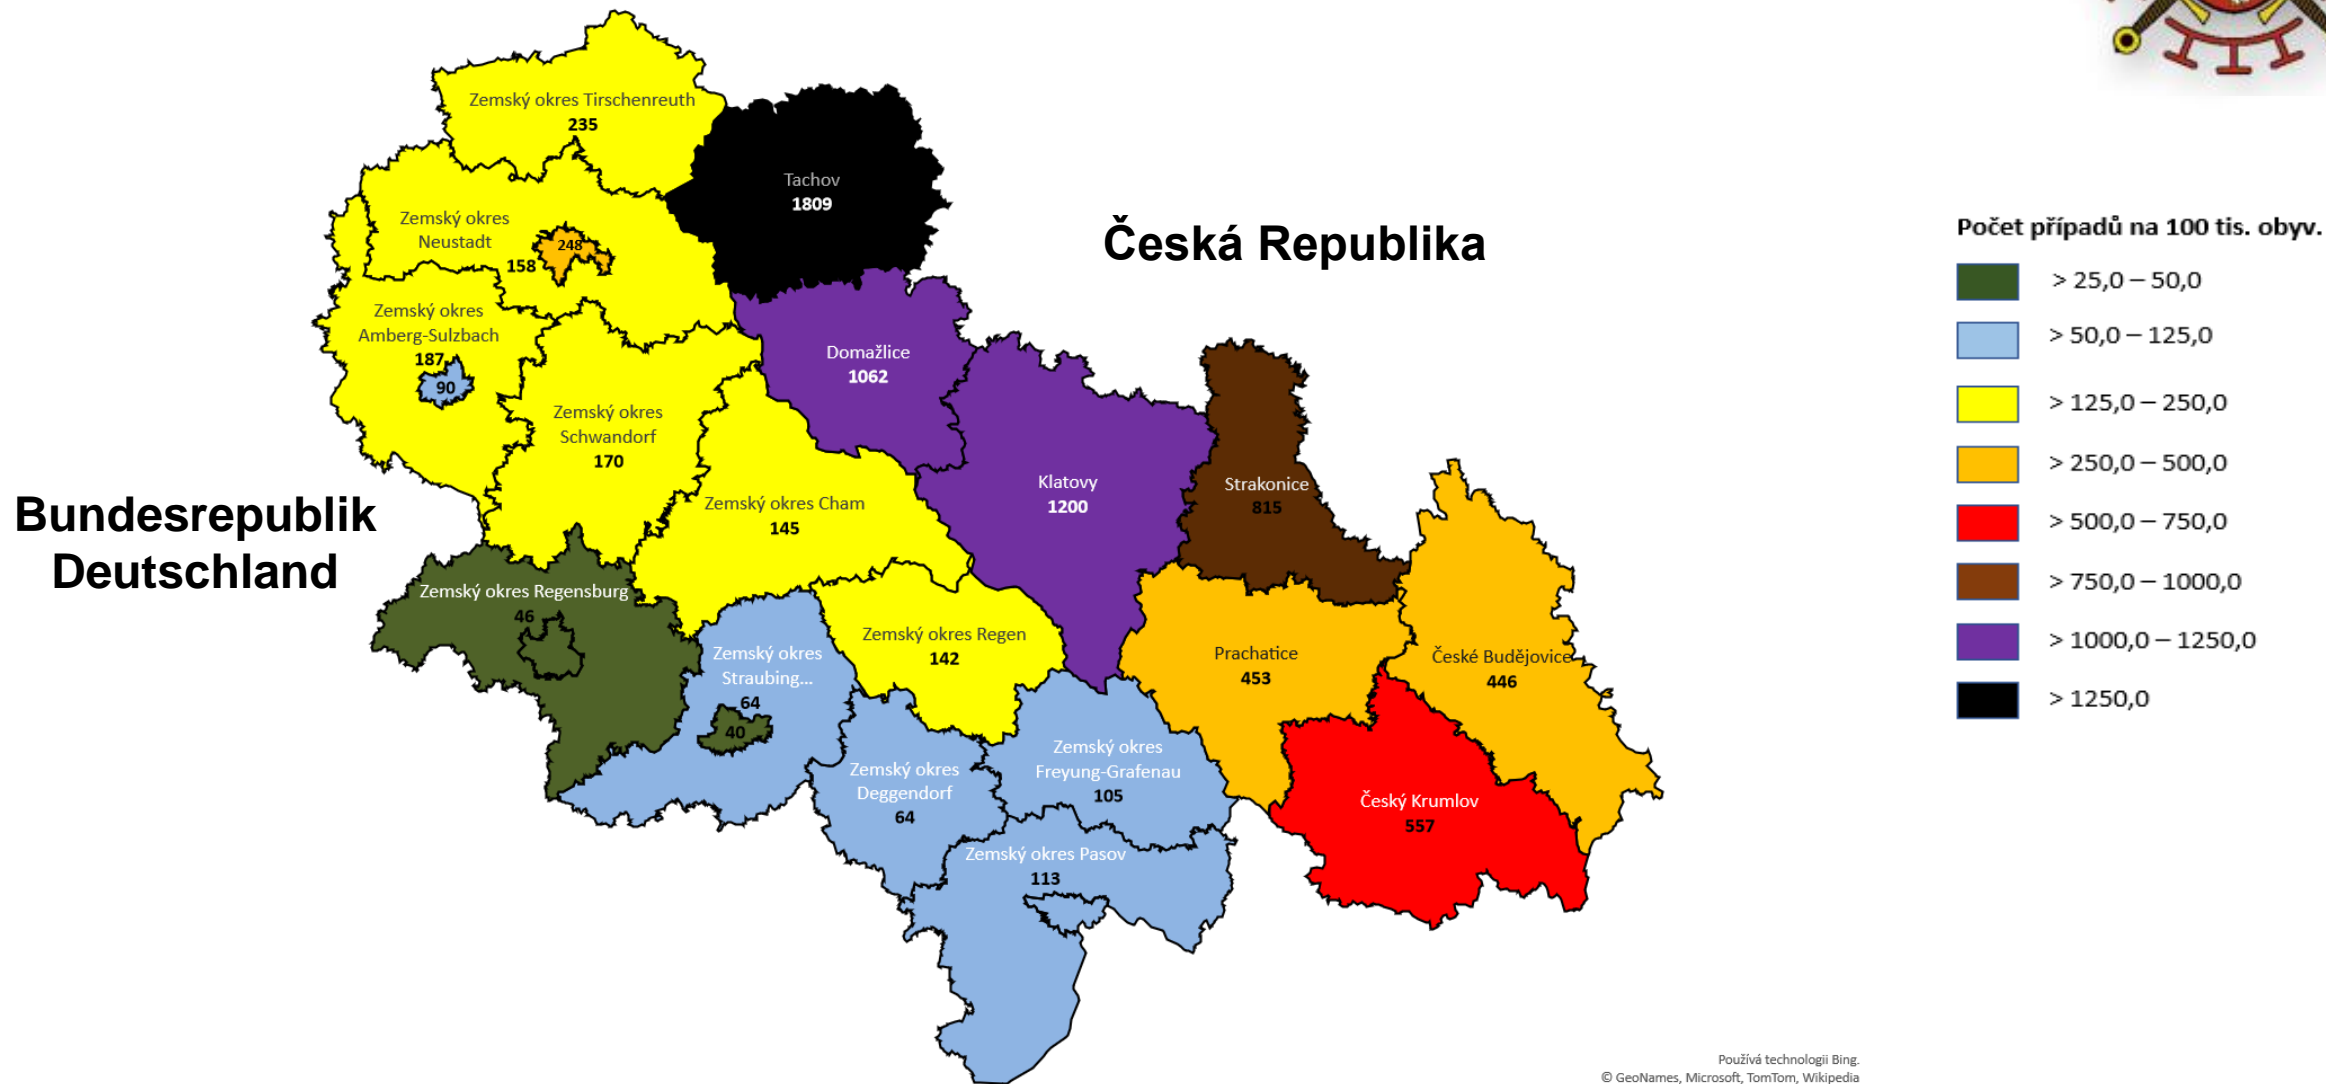 Zemský okres Tirschenreuth
235
Tachov
1809
Zemský okres
Neustadt
158
248
Česká Republika
Počet případů na 100 tis. obyv.
> 25,0 – 50,0
> 50,0 – 125,0
> 125,0 – 250,0
> 250,0 – 500,0
> 500,0 – 750,0
> 750,0 – 1000,0
> 1000,0 – 1250,0
> 1250,0
Zemský okres
Amberg-Sulzbach
187
90
Domažlice
1062
Zemský okres
Schwandorf
170
Klatovy
1200
Strakonice
815
Bundesrepublik
Deutschland
Zemský okres Cham
145
Zemský okres Regensburg
46
Zemský okres Regen
142
Prachatice
453
České Budějovice
446
Zemský okres
Straubing...
64
40
Zemský okres
Deggendorf
64
Zemský okres
Freyung-Grafenau
105
Český Krumlov
557
Zemský okres Pasov
113
Používá technologii Bing.
© GeoNames, Microsoft, TomTom, Wikipedia